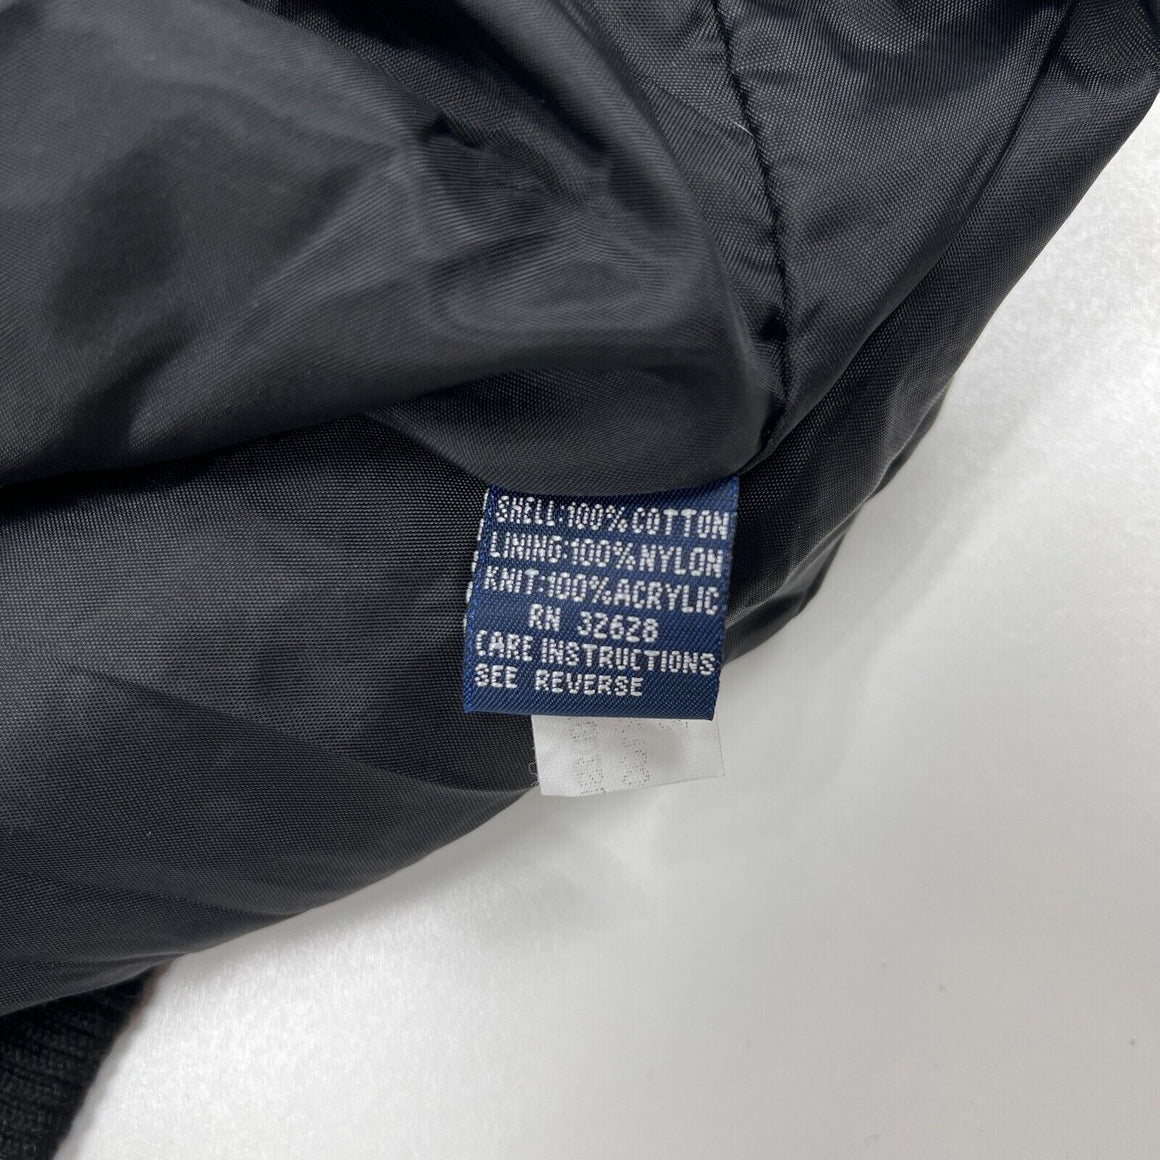 SHELL:100%COTTON
LINING:100%NYLON
KNIT:100%ACRYLIC
RN 32628
CARE INSTRUCTIONS
SEE REVERSE